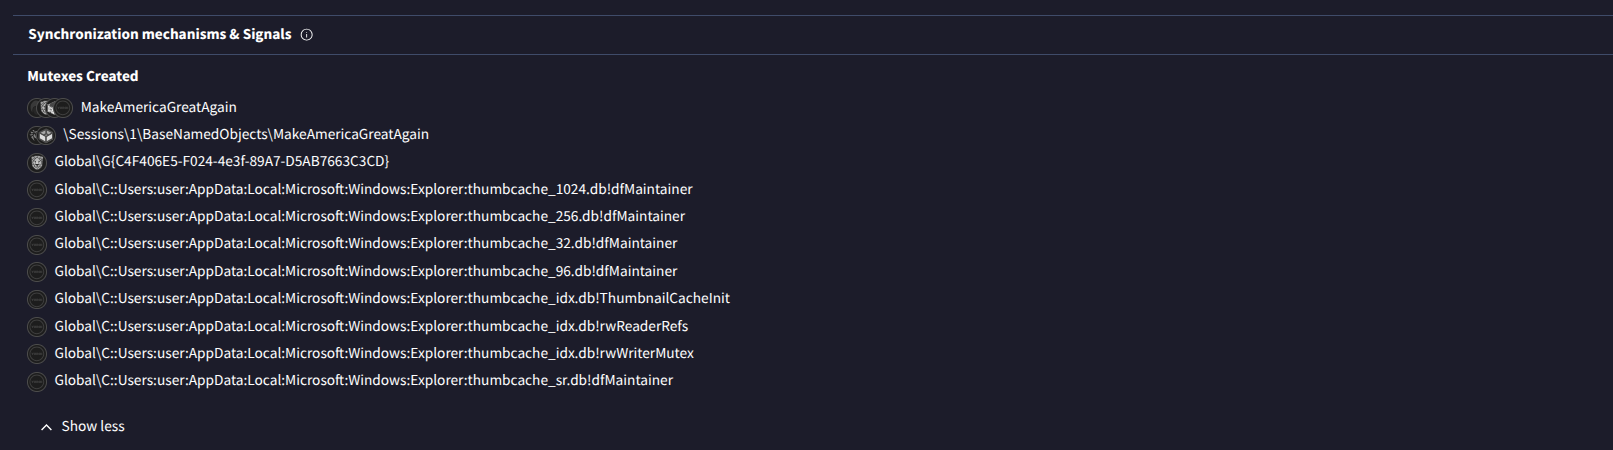 Synchronization mechanisms & Signals
Mutexes Created
MakeAmericaGreatAgain
\Sessions\1\BaseNamedObjects\MakeAmericaGreatAgain
Global\G{C4F406E5-F024-4e3f-89A7-D5AB7663C3CD}
Global\C::Users:user:AppData:Local:Microsoft:Windows:Explorer:thumbcache_1024.db!dfMaintainer
Global\C::Users:user:AppData:Local:Microsoft:Windows:Explorer:thumbcache_256.db!dfMaintainer
Global\C::Users:user:AppData:Local:Microsoft:Windows:Explorer:thumbcache_32.db!dfMaintainer
Global\C::Users:user:AppData:Local:Microsoft:Windows:Explorer:thumbcache_96.db!dfMaintainer
Global\C::Users:user:AppData:Local:Microsoft:Windows:Explorer:thumbcache_idx.db!ThumbnailCacheInit
Global\C::Users:user:AppData:Local:Microsoft:Windows:Explorer:thumbcache_idx.db!rwReaderRefs
Global\C::Users:user:AppData:Local:Microsoft:Windows:Explorer:thumbcache_idx.db!rwWriterMutex
Global\C::Users:user:AppData:Local:Microsoft:Windows:Explorer:thumbcache_sr.db!dfMaintainer
Show less